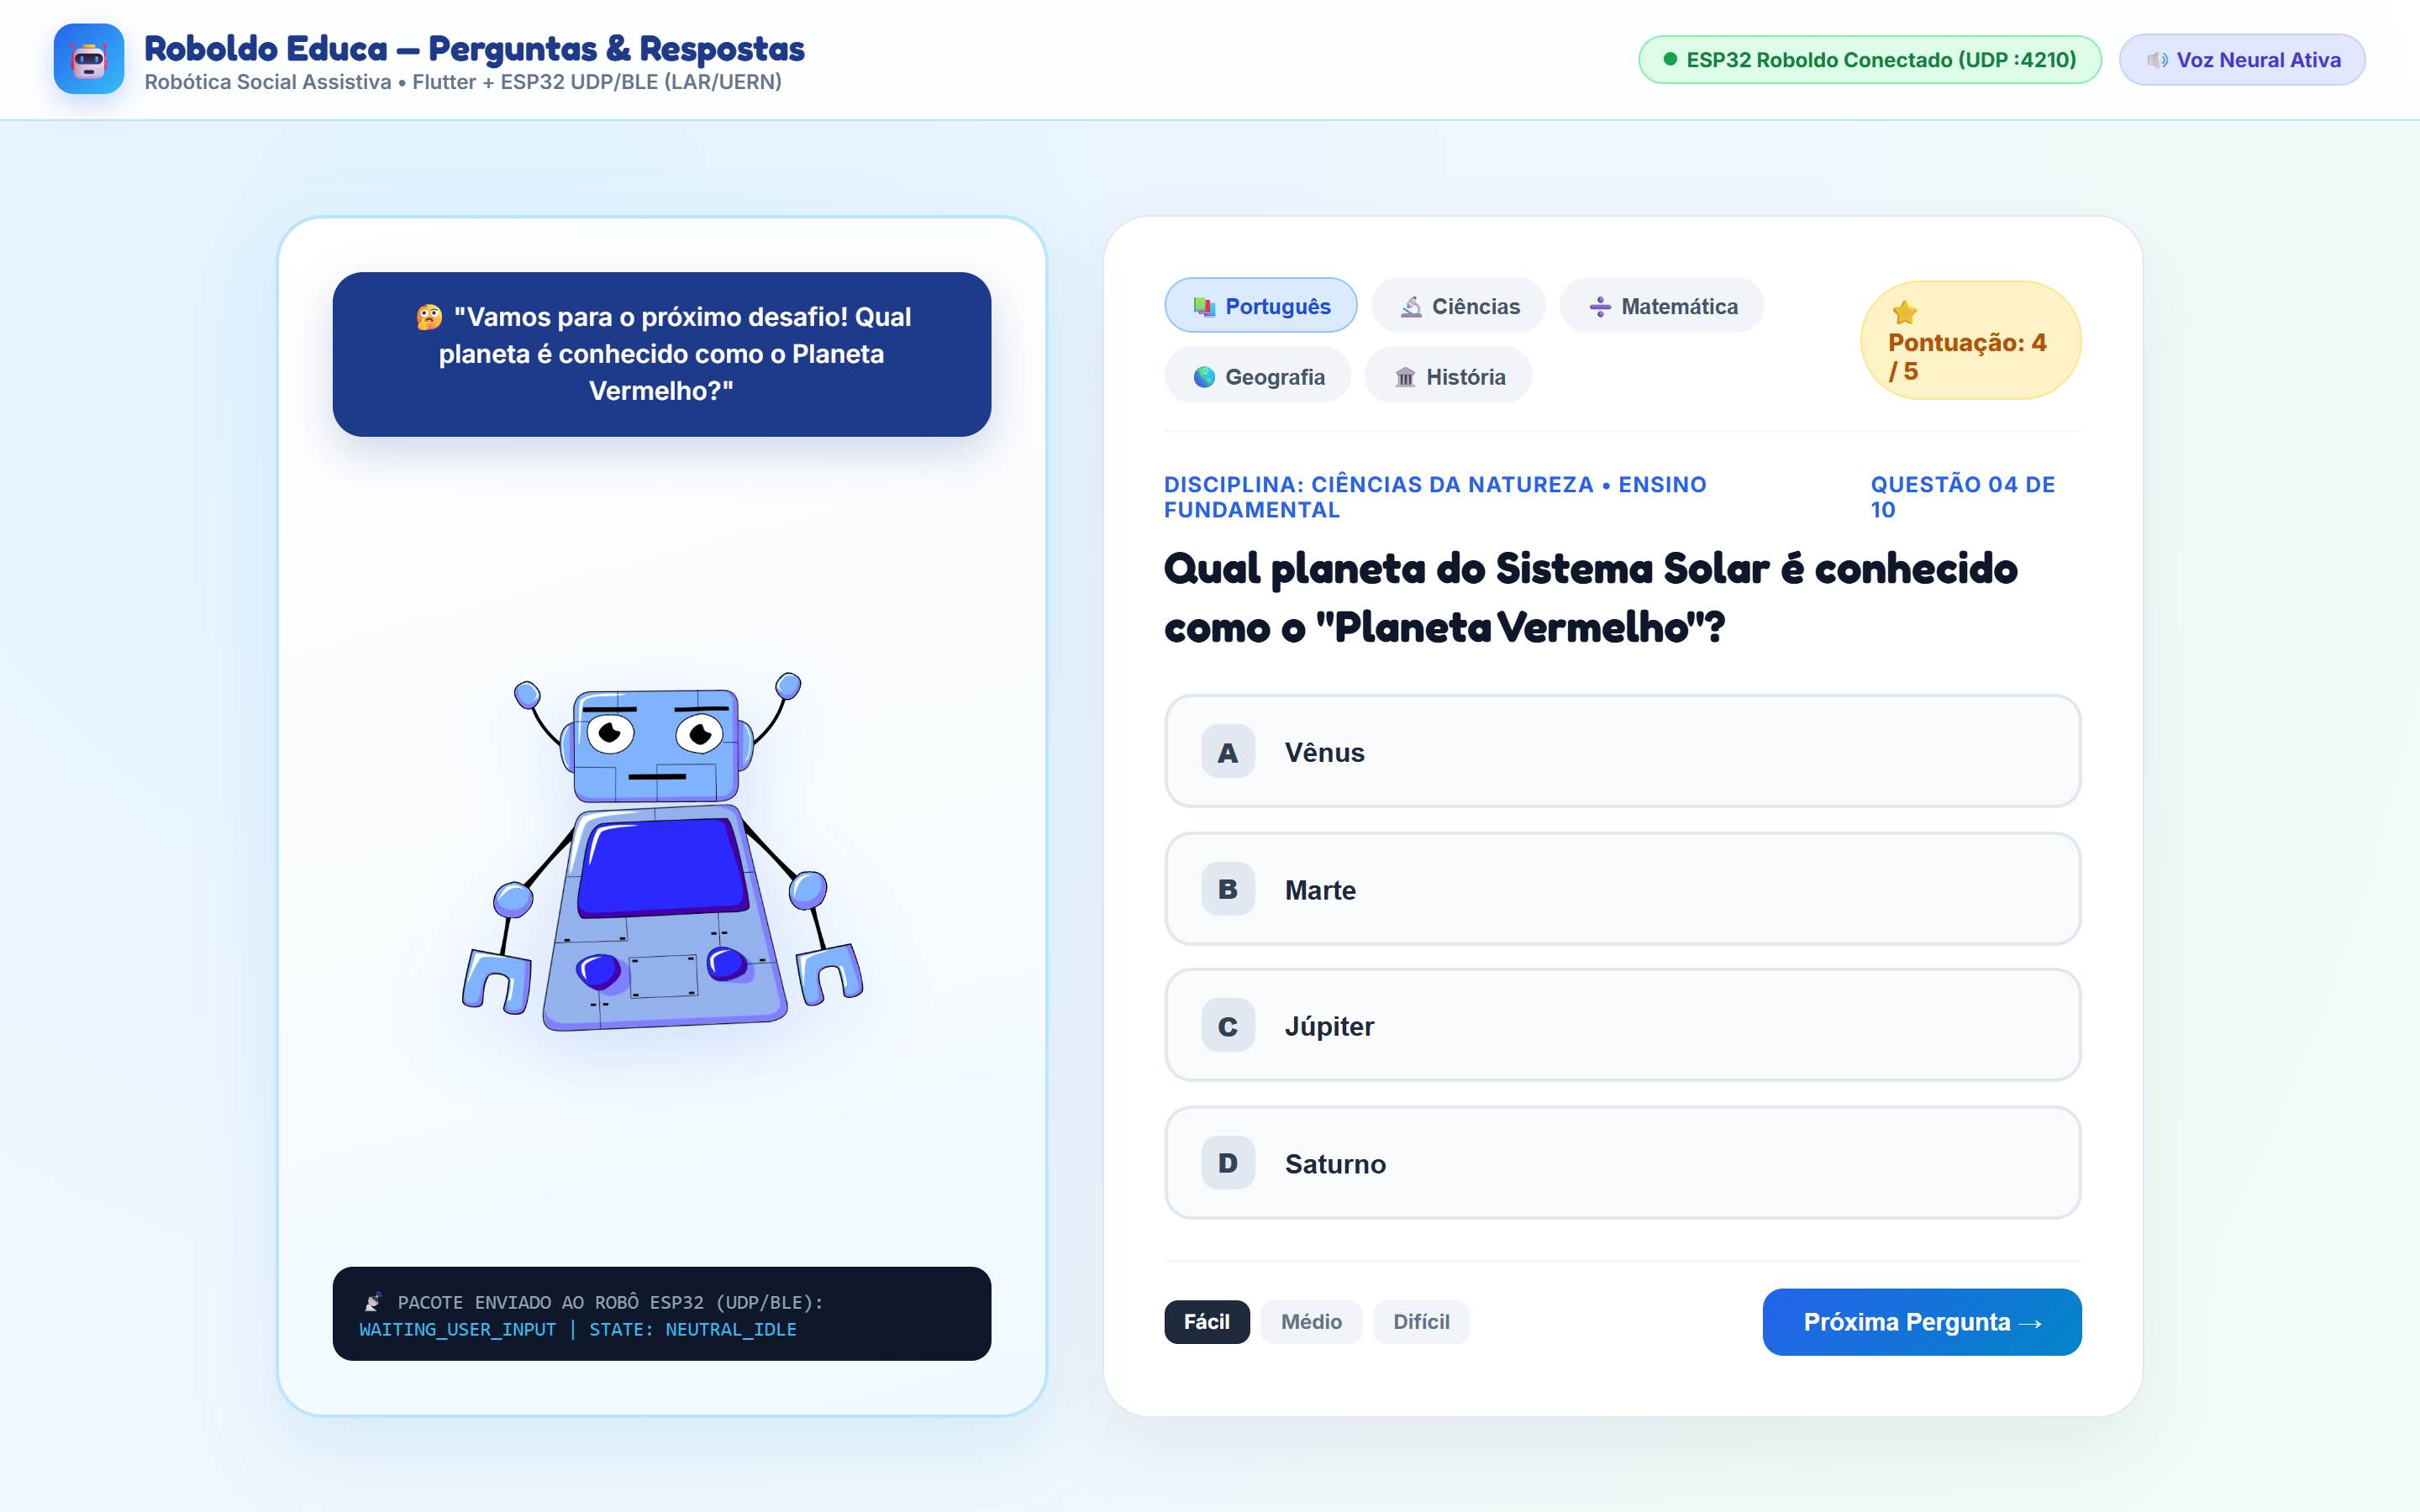 Roboldo Educa — Perguntas & Respostas
Robótica Social Assistiva • Flutter + ESP32 UDP/BLE (LAR/UERN)
ESP32 Roboldo Conectado (UDP :4210)
Voz Neural Ativa
"Vamos para o próximo desafio! Qual
planeta é conhecido como o Planeta
Vermelho?"
PACOTE ENVIADO AO ROBÔ ESP32 (UDP/BLE):
WAITING_USER_INPUT | STATE: NEUTRAL_IDLE
Português
Ciências
Matemática
Geografia
História
Pontuação: 4
/ 5
DISCIPLINA: CIÊNCIAS DA NATUREZA • ENSINO
FUNDAMENTAL
QUESTÃO 04 DE
10
Qual planeta do Sistema Solar é conhecido
como o "Planeta Vermelho"?
A Vênus
B Marte
C Júpiter
D Saturno
Fácil
Médio
Difícil
Próxima Pergunta →